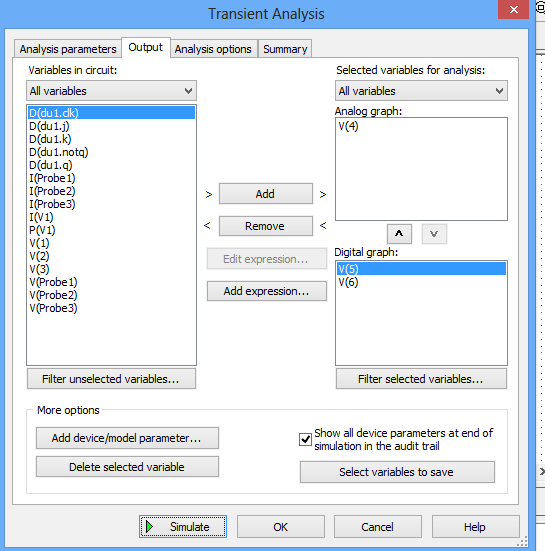 Transient Analysis
Analysis parameters Output Analysis options Summary
Variables in circuit:
All variables
D(du1.clk)
D(du1.j)
D(du1.k)
D(du1.notq)
D(du1.q)
I(Probe1)
I(Probe2)
I(Probe3)
I(V1)
P(V1)
V(1)
V(2)
V(3)
V(Probe1)
V(Probe2)
V(Probe3)
Filter unselected variables...
> Add >
< Remove <
Edit expression...
Add expression...
Selected variables for analysis:
All variables
Analog graph:
V(4)
Digital graph:
V(5)
V(6)
Filter selected variables...
More options
Add device/model parameter...
Delete selected variable
Show all device parameters at end of
simulation in the audit trail
Select variables to save
Simulate OK Cancel Help